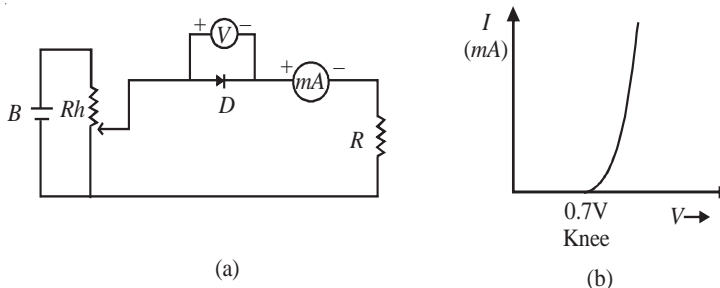 + V −
B
Rh
D
+ mA −
R
(a)
I
(mA)
0.7V
Knee
V
(b)